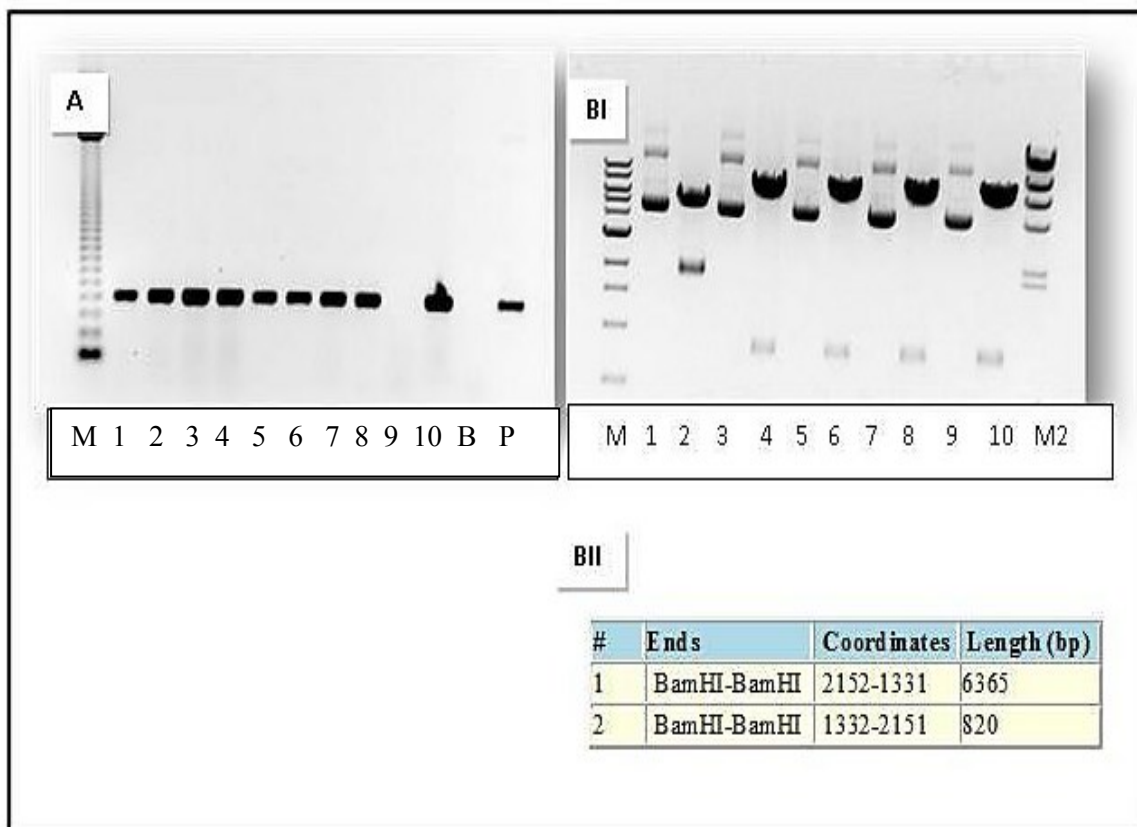 A
BI
M 1 2 3 4 5 6 7 8 9 10 B P
M 1 2 3 4 5 6 7 8 9 10 M2
BII
# Ends Coordinates Length (bp)
1 BamHI-BamHI 2152-1331 6365
2 BamHI-BamHI 1332-2151 820